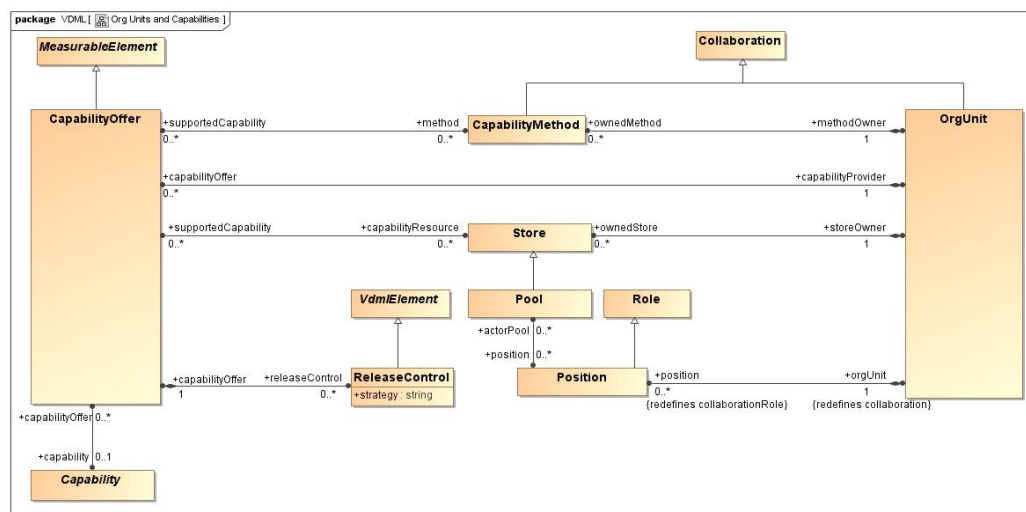 package VDML [ Org Units and Capabilities ]
MeasurableElement
Collaboration
CapabilityOffer
+supportedCapability +method
0..* 0..*
CapabilityMethod
+ownedMethod +methodOwner
0..* 1
OrgUnit
+capabilityOffer +capabilityProvider
0..* 1
+supportedCapability +capabilityResource
0..* 0..*
Store
+ownedStore +storeOwner
0..* 1
VdmlElement
Pool
Role
+actorPool 0..*
+position 0..*
+capabilityOffer +releaseControl
1 0..*
ReleaseControl
+strategy : string
Position
+position +orgUnit
0..* 1
{redefines collaborationRole} {redefines collaboration}
+capabilityOffer 0..*
+capability 0..1
Capability